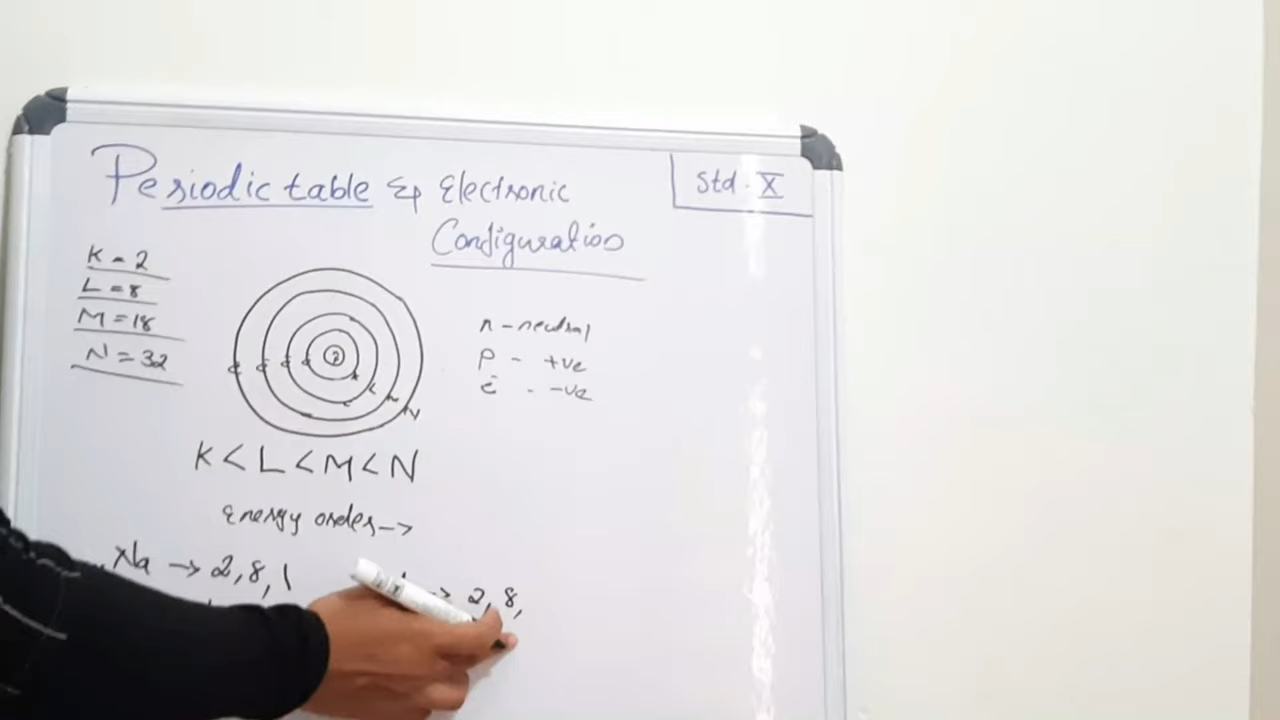 Periodic table & Electronic
Configuration
Std. X
K = 2
L = 8
M = 18
N = 32
n - neutral
P - +ve
e - -ve
K L M N
K < L < M < N
Energy order ->
Na → 2, 8, 1
→ 2, 8,